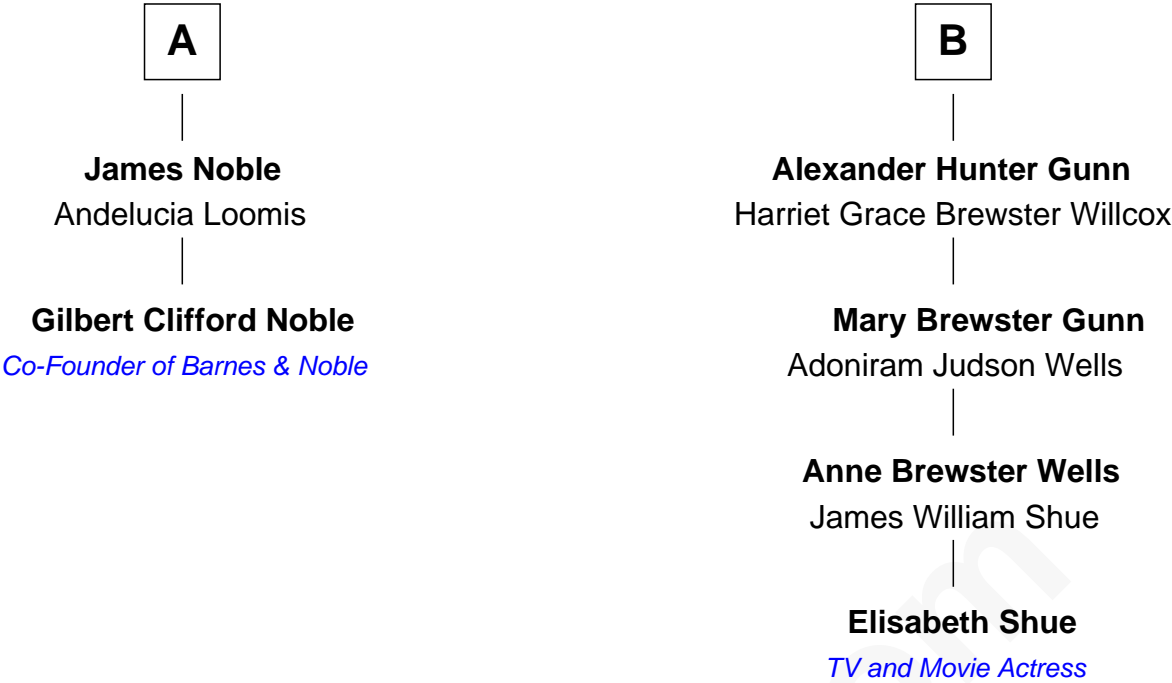 A
B
James Noble
Andelucia Loomis
Gilbert Clifford Noble
Co-Founder of Barnes & Noble
Alexander Hunter Gunn
Harriet Grace Brewster Willcox
Mary Brewster Gunn
Adoniram Judson Wells
Anne Brewster Wells
James William Shue
Elisabeth Shue
TV and Movie Actress